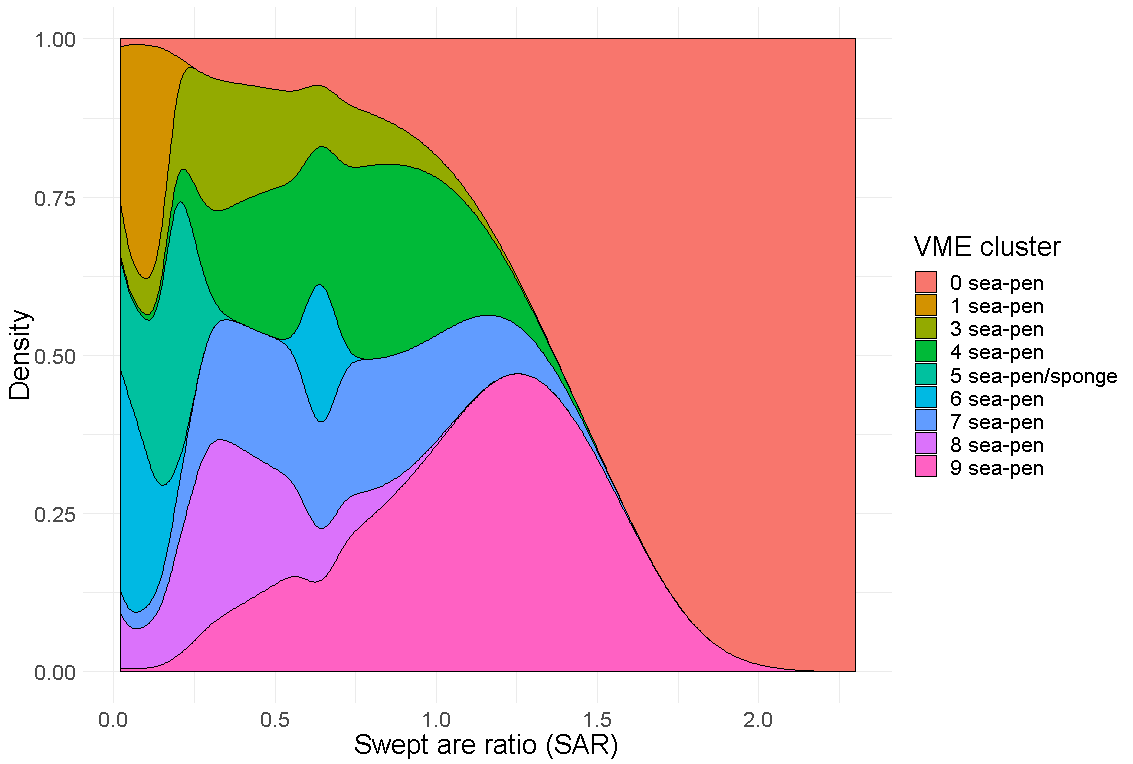 1.00
0.75
0.50
0.25
0.00
Density
0.0
0.5
1.0
1.5
2.0
Swept are ratio (SAR)
VME cluster
0 sea-pen
1 sea-pen
3 sea-pen
4 sea-pen
5 sea-pen/sponge
6 sea-pen
7 sea-pen
8 sea-pen
9 sea-pen